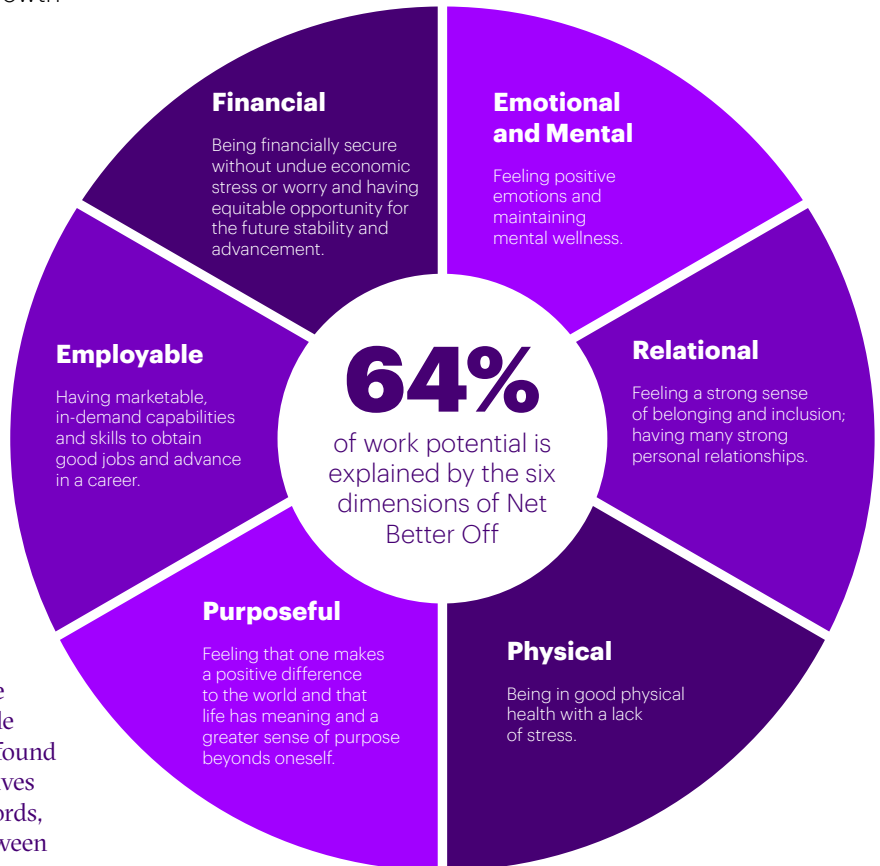 Financial
Being financially secure
without undue economic
stress or worry and having
equitable opportunity for
the future stability and
advancement.
Emotional
and Mental
Feeling positive
emotions and
maintaining
mental wellness.
Employable
Having marketable,
in-demand capabilities
and skills to obtain
good jobs and advance
in a career.
64%
of work potential is
explained by the six
dimensions of Net
Better Off
Relational
Feeling a strong sense
of belonging and inclusion;
having many strong
personal relationships.
Purposeful
Feeling that one makes
a positive difference
to the world and that
life has meaning and a
greater sense of purpose
beyonds oneself.
Physical
Being in good physical
health with a lack
of stress.
found